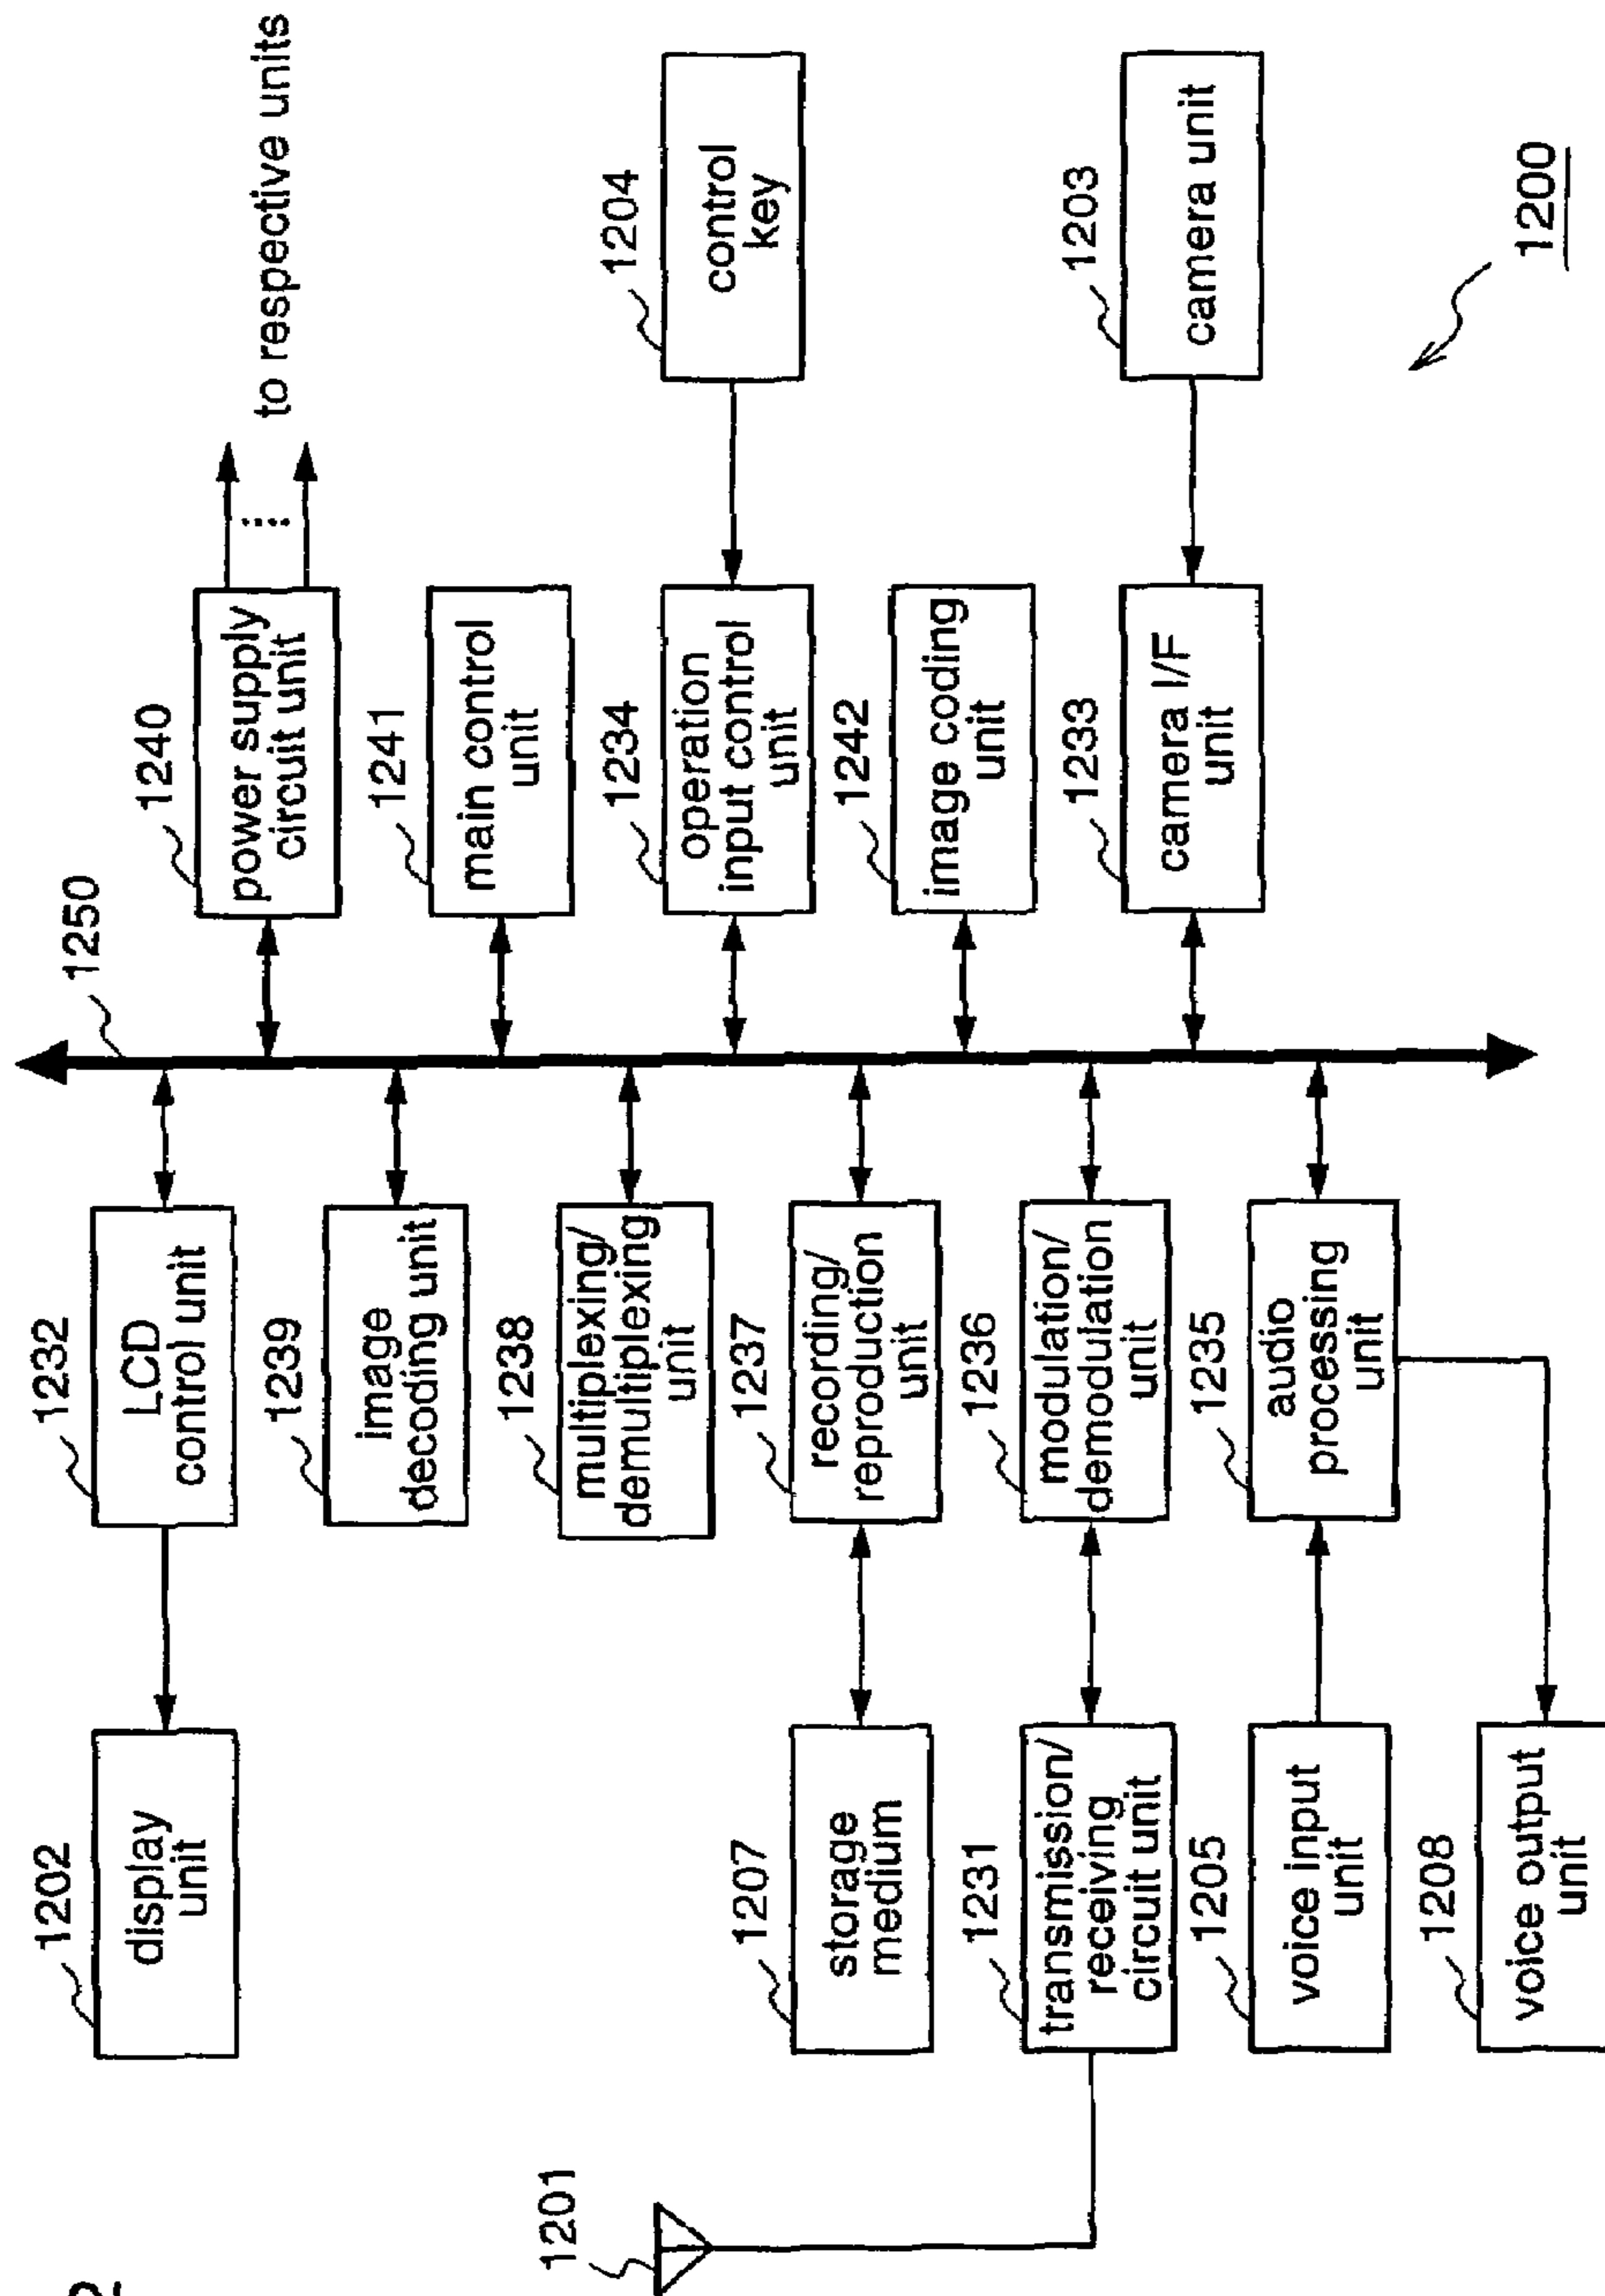 2
1202
display
unit
1232
LCD
control unit
1250
1240
power supply
circuit unit
to respective units
1239
image
decoding unit
1241
main control
unit
1238
multiplexing/
demultiplexing
unit
1234
operation
input control
unit
1204
control
key
1201
1207
storage
medium
1237
recording/
reproduction
unit
1242
image coding
unit
1231
transmission/
receiving
circuit unit
1236
modulation/
demodulation
unit
1233
camera I/F
unit
1203
camera unit
1205
voice input
unit
1235
audio
processing
unit
1208
voice output
unit
1200